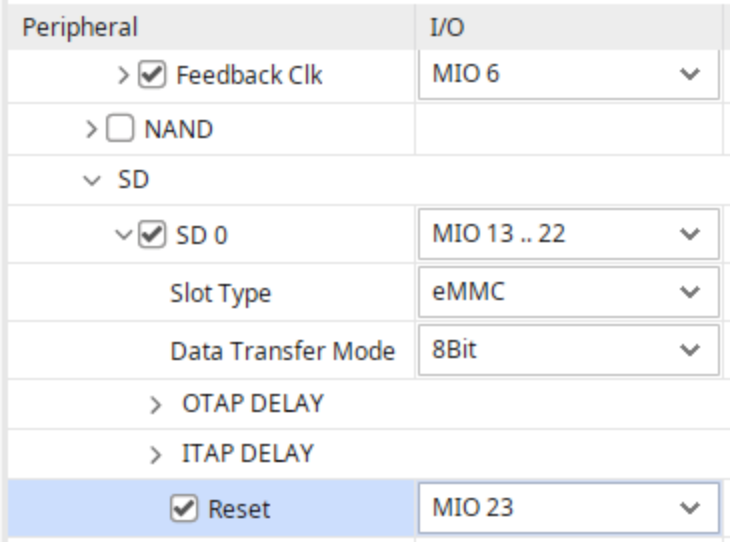 Peripheral I/O
Feedback Clk MIO 6
NAND
SD
SD 0 MIO 13 .. 22
Slot Type eMMC
Data Transfer Mode 8Bit
OTAP DELAY
ITAP DELAY
Reset MIO 23